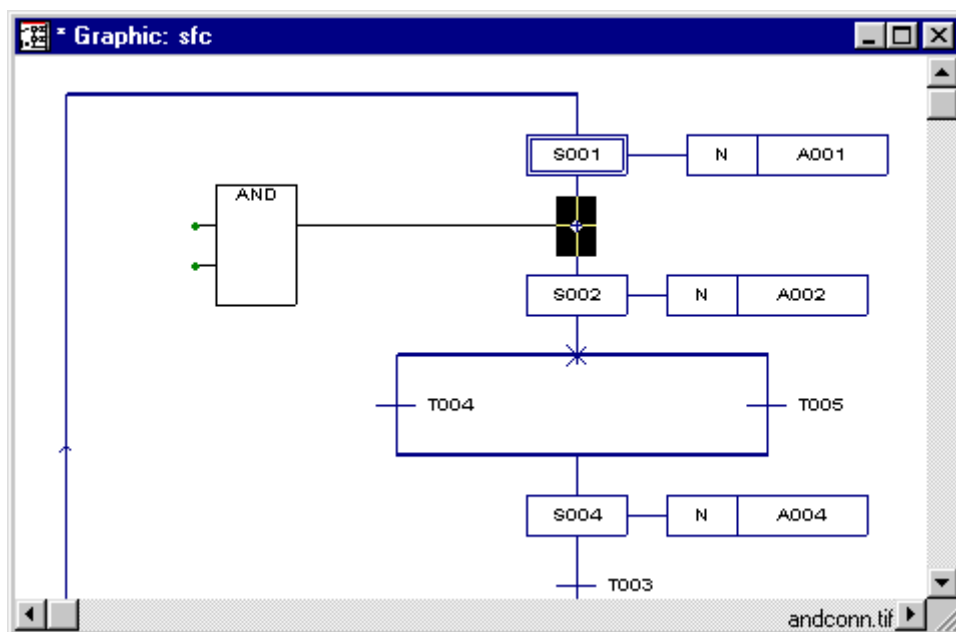 * Graphic: sfc
S001 N A001
AND
S002 N A002
T004 T005
S004 N A004
T003
andconn.tif